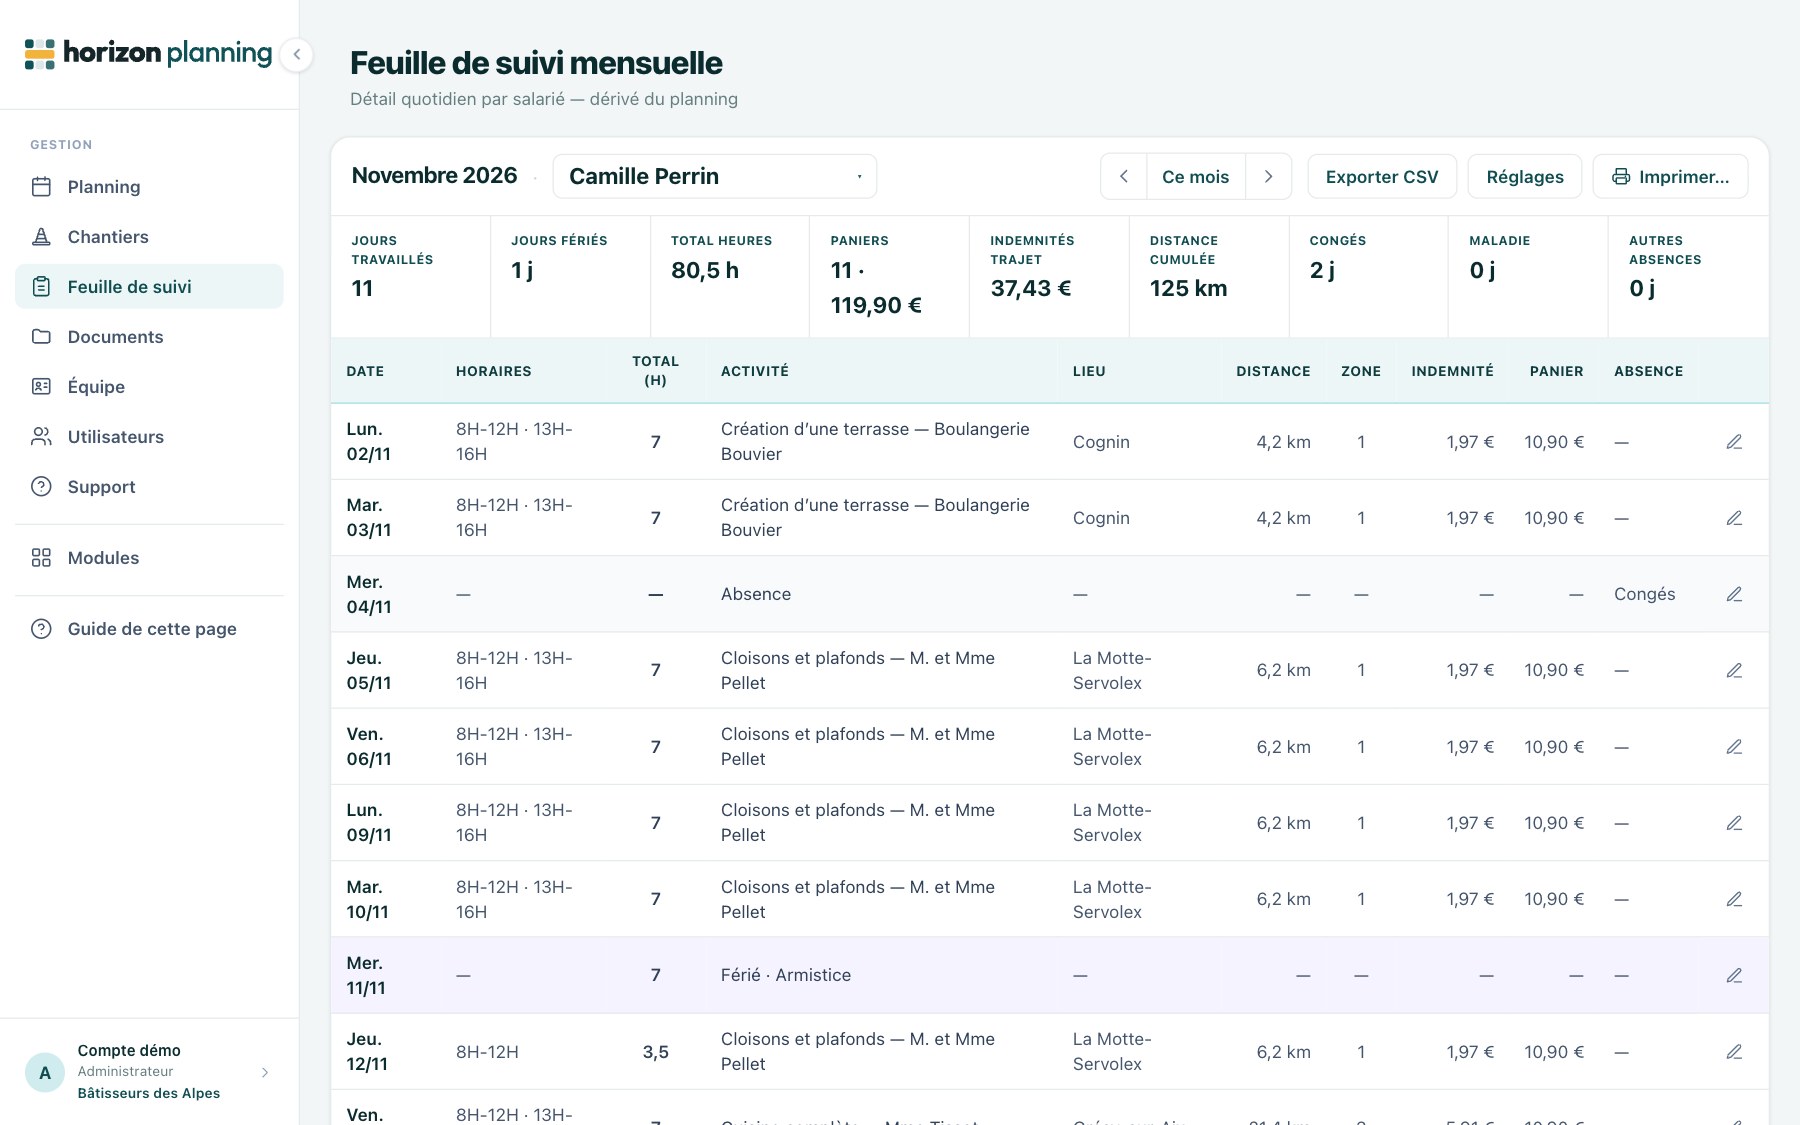 horizon planning
GESTION
Planning
Chantiers
Feuille de suivi
Documents
Équipe
Utilisateurs
Support
Modules
Guide de cette page
A
Compte démo
Administrateur
Bâtisseurs des Alpes
Feuille de suivi mensuelle
Détail quotidien par salarié — dérivé du planning
Novembre 2026 · Camille Perrin
Ce mois
Exporter CSV
Réglages
Imprimer...
JOURS TRAVAILLÉS
11
JOURS FÉRIÉS
1 j
TOTAL HEURES
80,5 h
PANIERS
11 ·
119,90 €
INDEMNITÉS TRAJET
37,43 €
DISTANCE CUMULÉE
125 km
CONGÉS
2 j
MALADIE
0 j
AUTRES ABSENCES
0 j
DATE HORAIRES TOTAL (H) ACTIVITÉ LIEU DISTANCE ZONE INDEMNITÉ PANIER ABSENCE
Lun. 02/11 8H-12H · 13H-16H 7 Création d’une terrasse — Boulangerie Bouvier Cognin 4,2 km 1 1,97 € 10,90 € —
Mar. 03/11 8H-12H · 13H-16H 7 Création d’une terrasse — Boulangerie Bouvier Cognin 4,2 km 1 1,97 € 10,90 € —
Mer. 04/11 — — Absence — — — — — Congés
Jeu. 05/11 8H-12H · 13H-16H 7 Cloisons et plafonds — M. et Mme Pellet La Motte-Servolex 6,2 km 1 1,97 € 10,90 € —
Ven. 06/11 8H-12H · 13H-16H 7 Cloisons et plafonds — M. et Mme Pellet La Motte-Servolex 6,2 km 1 1,97 € 10,90 € —
Lun. 09/11 8H-12H · 13H-16H 7 Cloisons et plafonds — M. et Mme Pellet La Motte-Servolex 6,2 km 1 1,97 € 10,90 € —
Mar. 10/11 8H-12H · 13H-16H 7 Cloisons et plafonds — M. et Mme Pellet La Motte-Servolex 6,2 km 1 1,97 € 10,90 € —
Mer. 11/11 — 7 Férié · Armistice — — — — — —
Jeu. 12/11 8H-12H 3,5 Cloisons et plafonds — M. et Mme Pellet La Motte-Servolex 6,2 km 1 1,97 € 10,90 € —
Ven. 8H-12H · 13H-